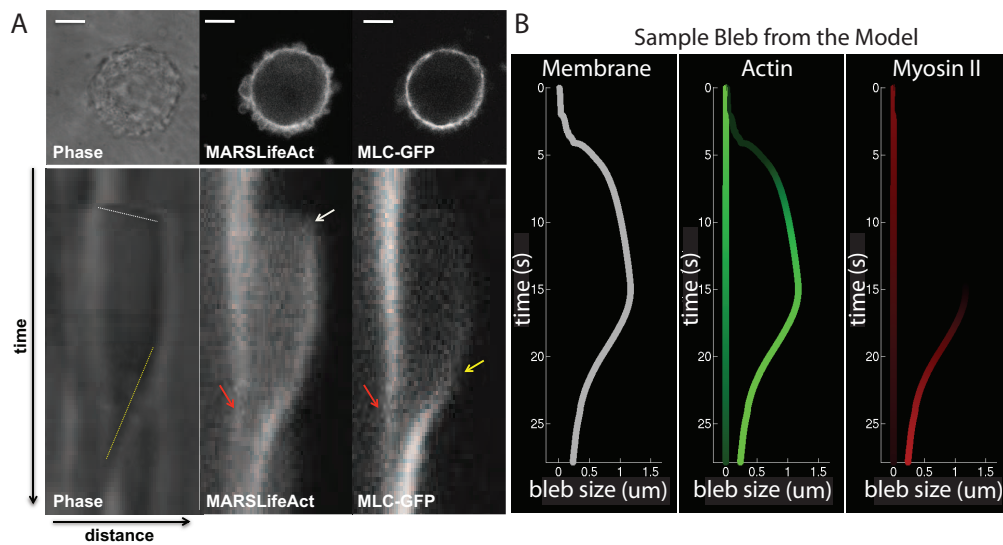 A
Phase
MARSLifeAct
MLC-GFP
time
Phase
MARSLifeAct
MLC-GFP
distance
B
Sample Bleb from the Model
Membrane
Actin
Myosin II
0
5
10
15
20
25
time (s)
0 0.5 1 1.5
bleb size (um)
0
5
10
15
20
25
time (s)
0 0.5 1 1.5
bleb size (um)
0
5
10
15
20
25
time (s)
0 0.5 1 1.5
bleb size (um)